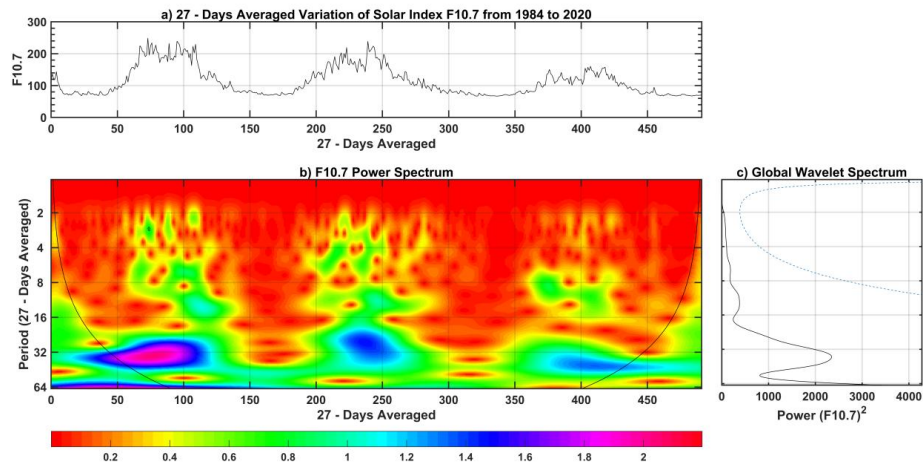 a) 27 - Days Averaged Variation of Solar Index F10.7 from 1984 to 2020
300
200
100
0
F10.7
0 50 100 150 200 250 300 350 400 450
27 - Days Averaged
b) F10.7 Power Spectrum
2
4
8
16
32
64
Period (27 - Days Averaged)
0 50 100 150 200 250 300 350 400 450
27 - Days Averaged
0.2 0.4 0.6 0.8 1 1.2 1.4 1.6 1.8 2
c) Global Wavelet Spectrum
0 1000 2000 3000 4000
Power (F10.7)²